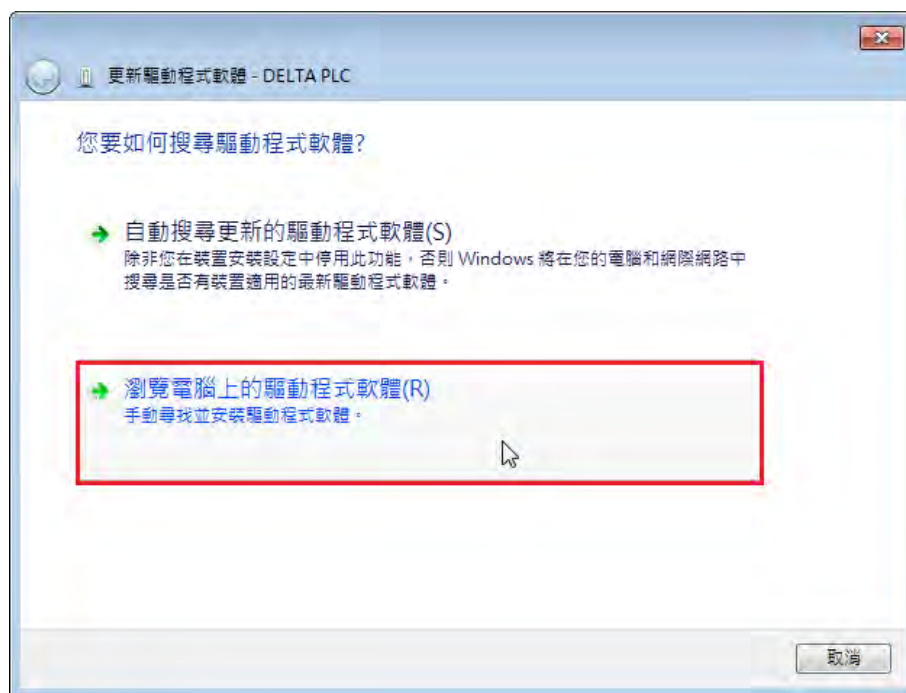 更新驅動程式軟體 - DELTA PLC
您要如何搜尋驅動程式軟體?
自動搜尋更新的驅動程式軟體(S)
除非您在裝置安裝設定中停用此功能，否則 Windows 將在您的電腦和網際網路中
搜尋是否有裝置適用的最新驅動程式軟體。
瀏覽電腦上的驅動程式軟體(R)
手動尋找並安裝驅動程式軟體。
取消